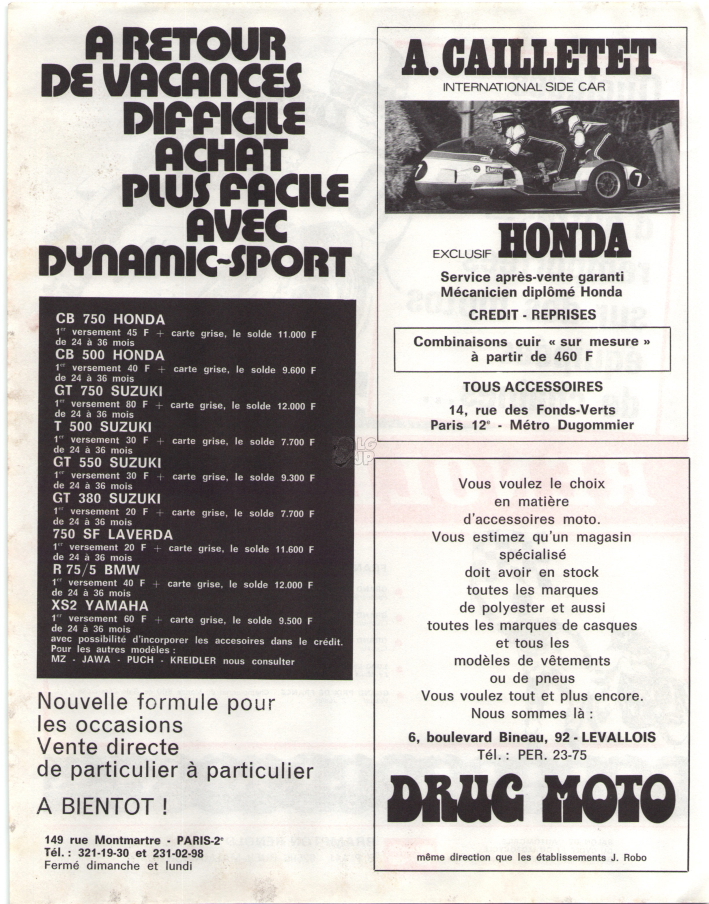 A RETOUR
DE VACANCES
DIFFICILE
ACHAT
PLUS FACILE
AVEC
DYNAMIC-SPORT
CB 750 HONDA
1er versement 45 F + carte grise, le solde 11.000 F
de 24 à 36 mois
CB 500 HONDA
1er versement 40 F + carte grise, le solde 9.600 F
de 24 à 36 mois
GT 750 SUZUKI
1er versement 80 F + carte grise, le solde 12.000 F
de 24 à 36 mois
T 500 SUZUKI
1er versement 30 F + carte grise, le solde 7.700 F
de 24 à 36 mois
GT 550 SUZUKI
1er versement 30 F + carte grise, le solde 9.300 F
de 24 à 36 mois
GT 380 SUZUKI
1er versement 20 F + carte grise, le solde 7.700 F
de 24 à 36 mois
750 SF LAVERDA
1er versement 20 F + carte grise, le solde 11.600 F
de 24 à 36 mois
R 75/5 BMW
1er versement 40 F + carte grise, le solde 12.000 F
de 24 à 36 mois
XS2 YAMAHA
1er versement 60 F + carte grise, le solde 9.500 F
de 24 à 36 mois
avec possibilité d'incorporer les accesoires dans le crédit.
Pour les autres modèles :
MZ - JAWA - PUCH - KREIDLER nous consulter
Nouvelle formule pour
les occasions
Vente directe
de particulier à particulier
A BIENTOT !
149 rue Montmartre - PARIS-2e
Tél. : 321-19-30 et 231-02-98
Fermé dimanche et lundi
A. CAILLETET
INTERNATIONAL SIDE CAR
7
7
EXCLUSIF HONDA
Service après-vente garanti
Mécanicien diplômé Honda
CREDIT - REPRISES
Combinaisons cuir « sur mesure »
à partir de 460 F
TOUS ACCESSOIRES
14, rue des Fonds-Verts
Paris 12e - Métro Dugommier
LG
JP
Vous voulez le choix
en matière
d'accessoires moto.
Vous estimez qu'un magasin
spécialisé
doit avoir en stock
toutes les marques
de polyester et aussi
toutes les marques de casques
et tous les
modèles de vêtements
ou de pneus
Vous voulez tout et plus encore.
Nous sommes là :
6, boulevard Bineau, 92 - LEVALLOIS
Tél. : PER. 23-75
DRUG MOTO
même direction que les établissements J. Robo